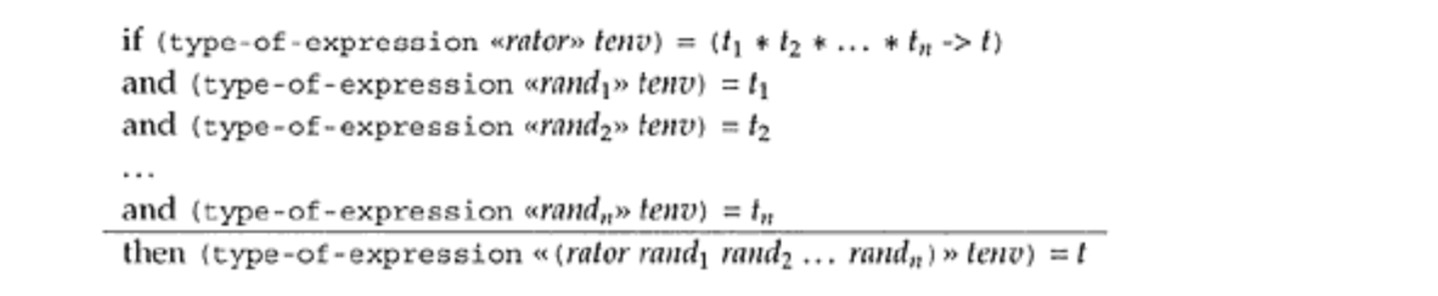 if (type-of-expression «rator» tenv) = (t₁ * t₂ * ... * tₙ -> t)
and (type-of-expression «rand₁» tenv) = t₁
and (type-of-expression «rand₂» tenv) = t₂
...
and (type-of-expression «randₙ» tenv) = tₙ
then (type-of-expression «(rator rand₁ rand₂ ... randₙ)» tenv) = t